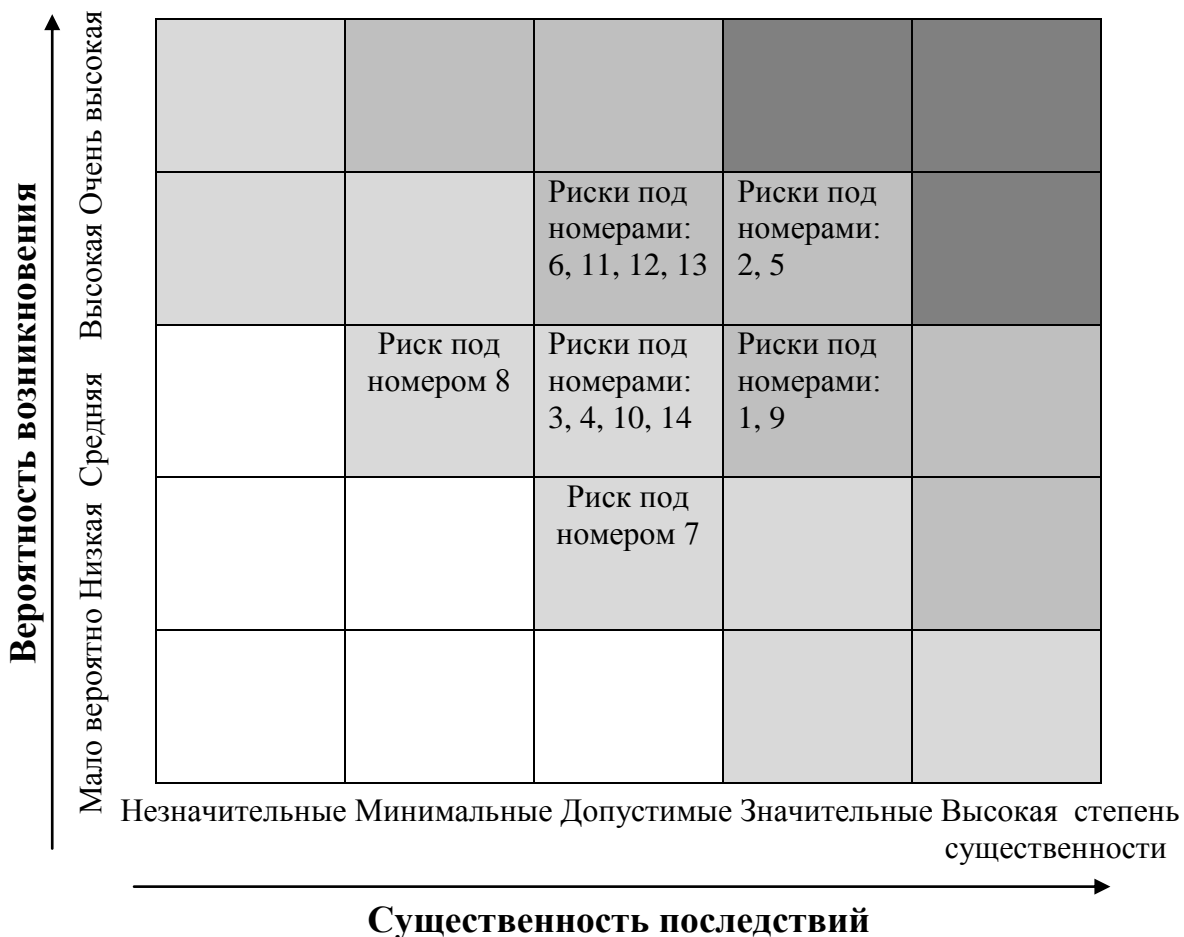 Вероятность возникновения
Мало вероятно Низкая Средняя Высокая Очень высокая
Риски под
номерами:
6, 11, 12, 13
Риски под
номерами:
2, 5
Риск под
номером 8
Риски под
номерами:
3, 4, 10, 14
Риски под
номерами:
1, 9
Риск под
номером 7
Незначительные Минимальные Допустимые Значительные Высокая степень
существенности
Существенность последствий